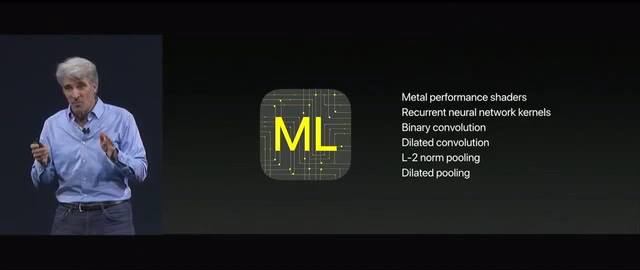 ML
Metal performance shaders
Recurrent neural network kernels
Binary convolution
Dilated convolution
L-2 norm pooling
Dilated pooling